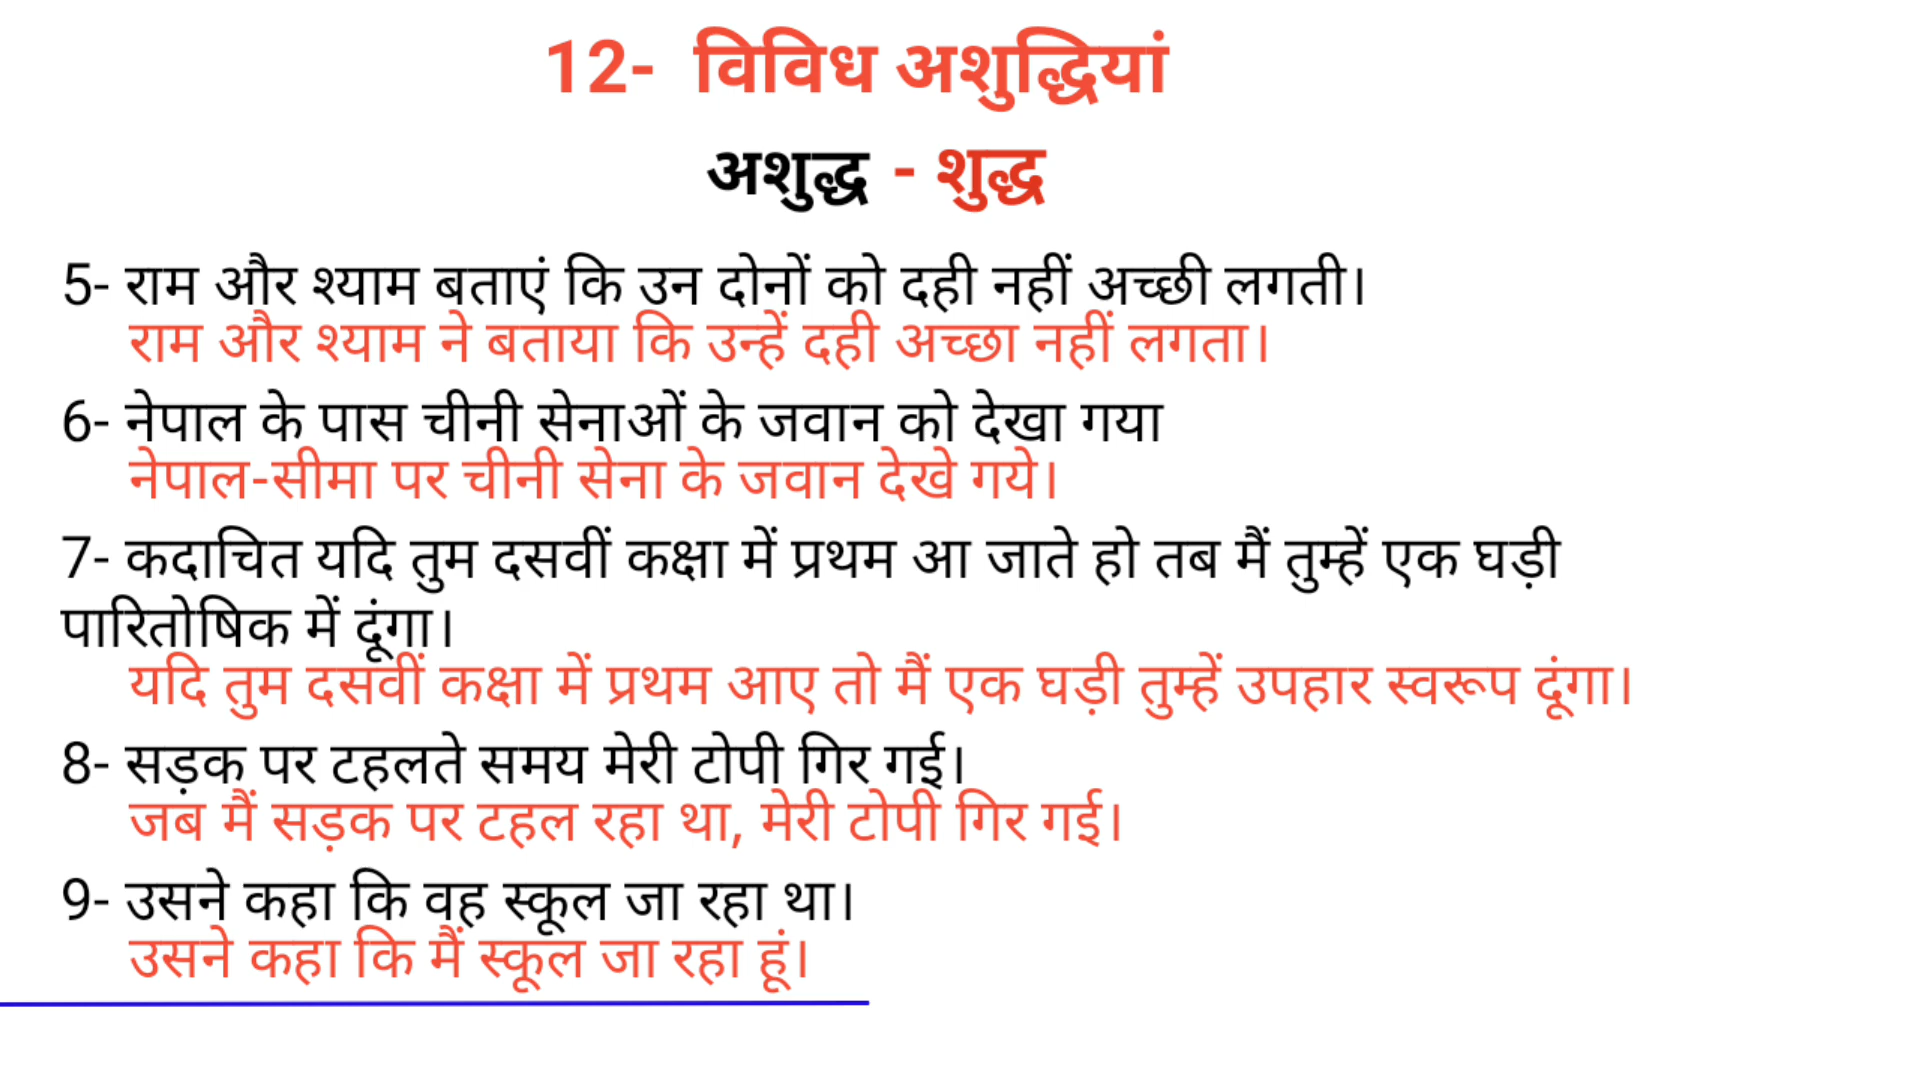 12- विविध अशुद्धियां
अशुद्ध - शुद्ध
5- राम और श्याम बताएं कि उन दोनों को दही नहीं अच्छी लगती।
राम और श्याम ने बताया कि उन्हें दही अच्छा नहीं लगता।
6- नेपाल के पास चीनी सेनाओं के जवान को देखा गया
नेपाल-सीमा पर चीनी सेना के जवान देखे गये।
7- कदाचित यदि तुम दसवीं कक्षा में प्रथम आ जाते हो तब मैं तुम्हें एक घड़ी
पारितोषिक में दूंगा।
यदि तुम दसवीं कक्षा में प्रथम आए तो मैं एक घड़ी तुम्हें उपहार स्वरूप दूंगा।
8- सड़क पर टहलते समय मेरी टोपी गिर गई।
जब मैं सड़क पर टहल रहा था, मेरी टोपी गिर गई।
9- उसने कहा कि वह स्कूल जा रहा था।
उसने कहा कि मैं स्कूल जा रहा हूं।